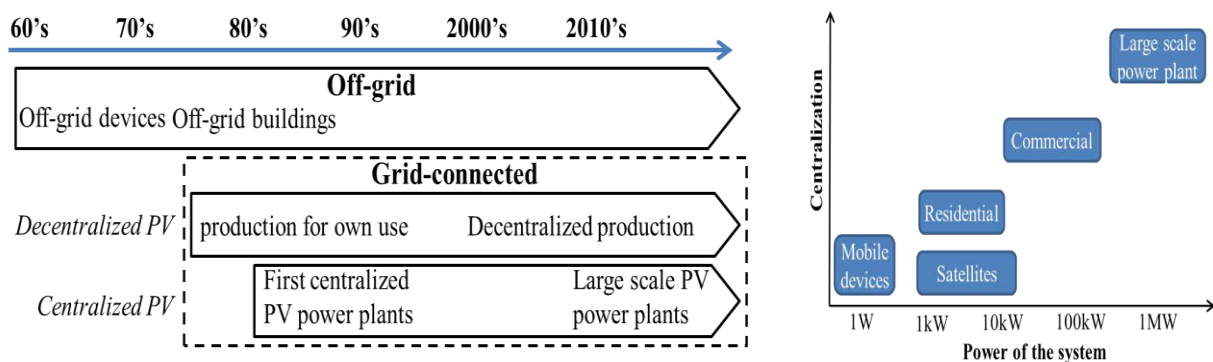 60’s 70’s 80’s 90’s 2000’s 2010’s
Off-grid
Off-grid devices Off-grid buildings
Grid-connected
Decentralized PV
production for own use Decentralized production
Centralized PV
First centralized
PV power plants
Large scale PV
power plants
Centralization
Large scale
power plant
Commercial
Residential
Mobile
devices
Satellites
1W 1kW 10kW 100kW 1MW
Power of the system